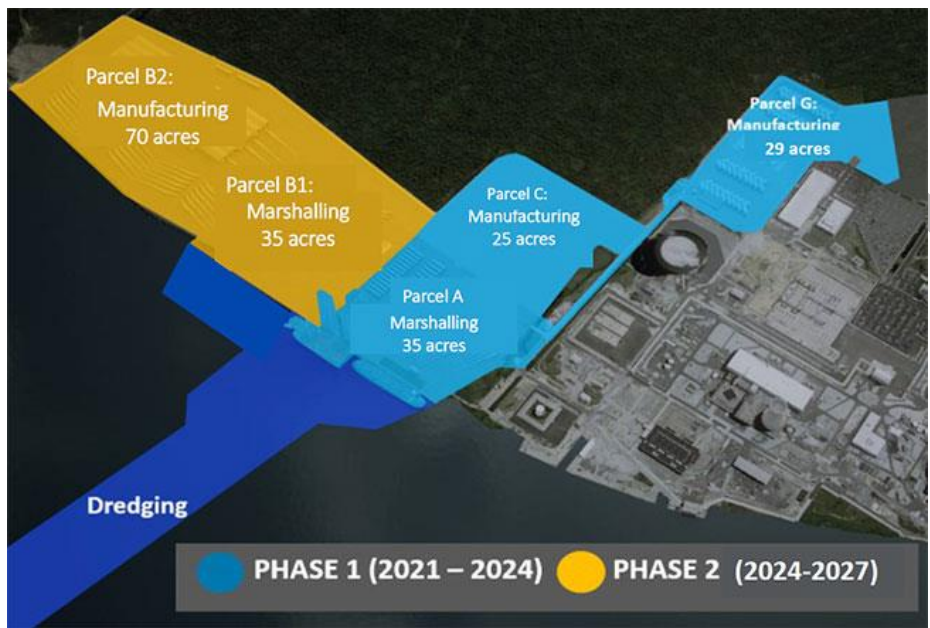 Parcel B2:
Manufacturing
70 acres
Parcel B1:
Marshalling
35 acres
Parcel C:
Manufacturing
25 acres
Parcel A
Marshalling
35 acres
Parcel G:
Manufacturing
29 acres
Dredging
PHASE 1 (2021 – 2024)
PHASE 2 (2024-2027)